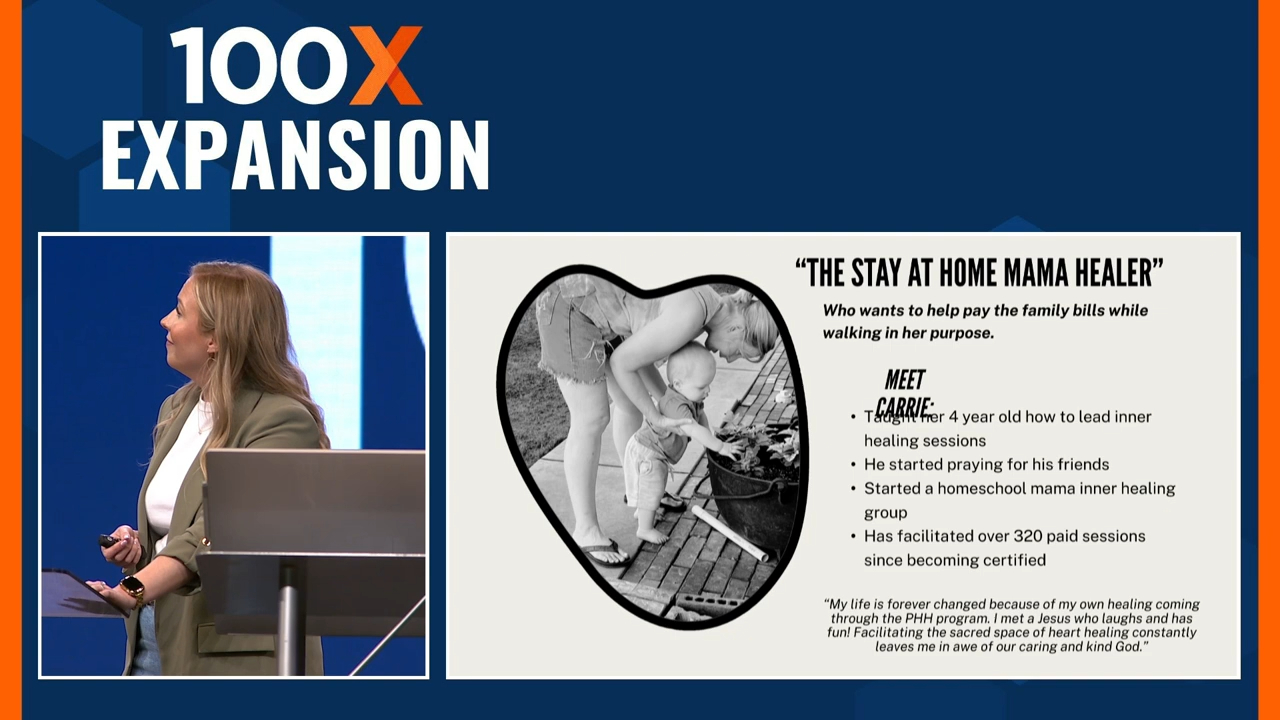 100X
EXPANSION
“THE STAY AT HOME MAMA HEALER”
Who wants to help pay the family bills while
walking in her purpose.
MEET
CARRIE:
• Taught her 4 year old how to lead inner
healing sessions
• He started praying for his friends
• Started a homeschool mama inner healing
group
• Has facilitated over 320 paid sessions
since becoming certified
“My life is forever changed because of my own healing coming
through the PHH program. I met a Jesus who laughs and has
fun! Facilitating the sacred space of heart healing constantly
leaves me in awe of our caring and kind God.”